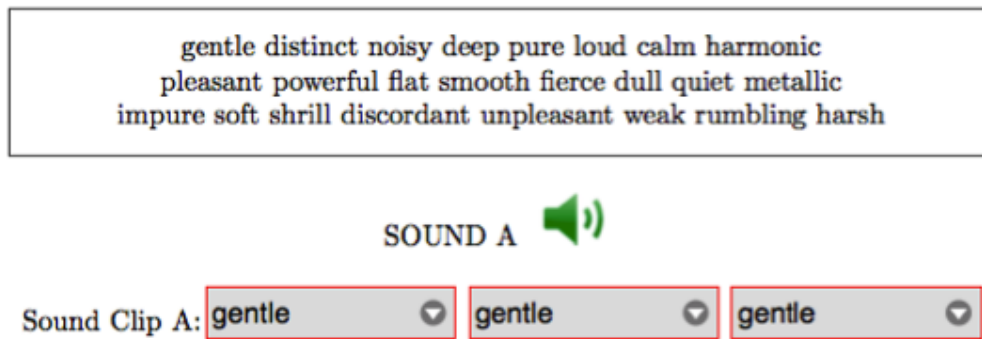 gentle distinct noisy deep pure loud calm harmonic
pleasant powerful flat smooth fierce dull quiet metallic
impure soft shrill discordant unpleasant weak rumbling harsh
SOUND A
Sound Clip A: gentle gentle gentle